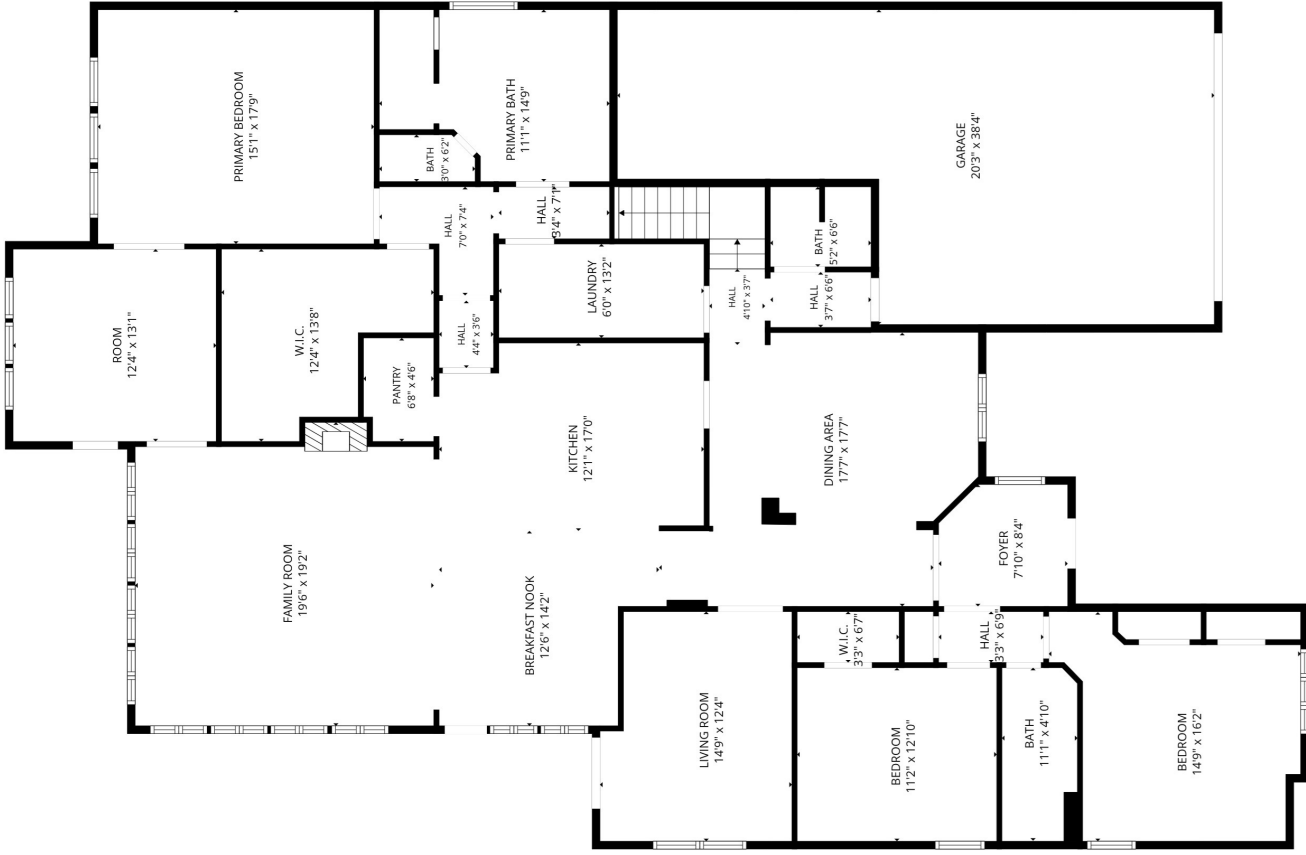 PRIMARY BEDROOM
15'1" x 17'9"
BATH
3'0" x 6'2"
PRIMARY BATH
11'1" x 14'9"
GARAGE
20'3" x 38'4"
HALL
7'0" x 7'4"
HALL
3'4" x 7'1"
BATH
5'2" x 6'6"
ROOM
12'4" x 13'1"
W.I.C.
12'4" x 13'8"
LAUNDRY
6'0" x 13'2"
HALL
4'10" x 3'7"
HALL
3'7" x 6'6"
HALL
4'4" x 3'6"
PANTRY
6'8" x 4'6"
KITCHEN
12'1" x 17'0"
DINING AREA
17'7" x 17'7"
FOYER
7'10" x 8'4"
FAMILY ROOM
19'6" x 19'2"
BREAKFAST NOOK
12'6" x 14'2"
W.I.C.
3'3" x 6'7"
HALL
3'3" x 6'9"
LIVING ROOM
14'9" x 12'4"
BEDROOM
11'2" x 12'10"
BATH
11'1" x 4'10"
BEDROOM
14'9" x 16'2"